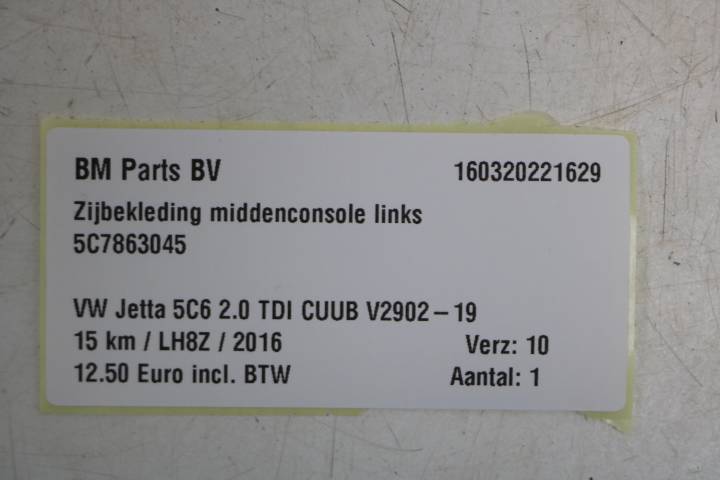 BM Parts BV 160320221629
Zijbekleding middenconsole links
5C7863045
VW Jetta 5C6 2.0 TDI CUUB V2902-19
15 km / LH8Z / 2016 Verz: 10
12.50 Euro incl. BTW Aantal: 1